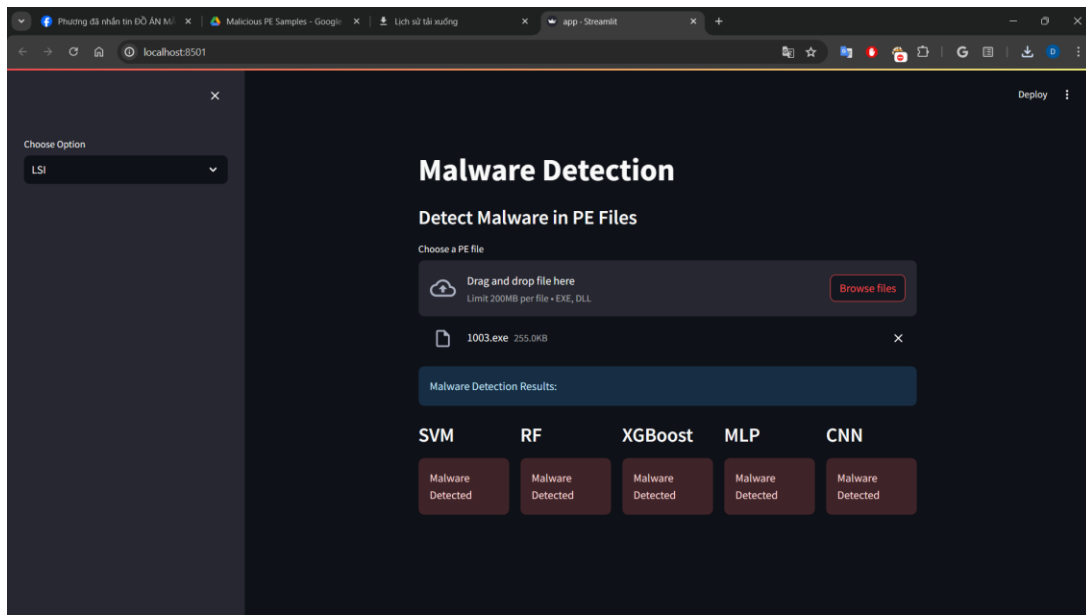 Phương đã nhắn tin ĐỒ ÁN MÃ
Malicious PE Samples - Google
Lịch sử tải xuống
app · Streamlit
localhost:8501
G
D
Deploy
Choose Option
LSI
Malware Detection
Detect Malware in PE Files
Choose a PE file
Drag and drop file here
Limit 200MB per file • EXE, DLL
Browse files
1003.exe 255.0KB
Malware Detection Results:
SVM RF XGBoost MLP CNN
Malware Malware Malware Malware Malware
Detected Detected Detected Detected Detected